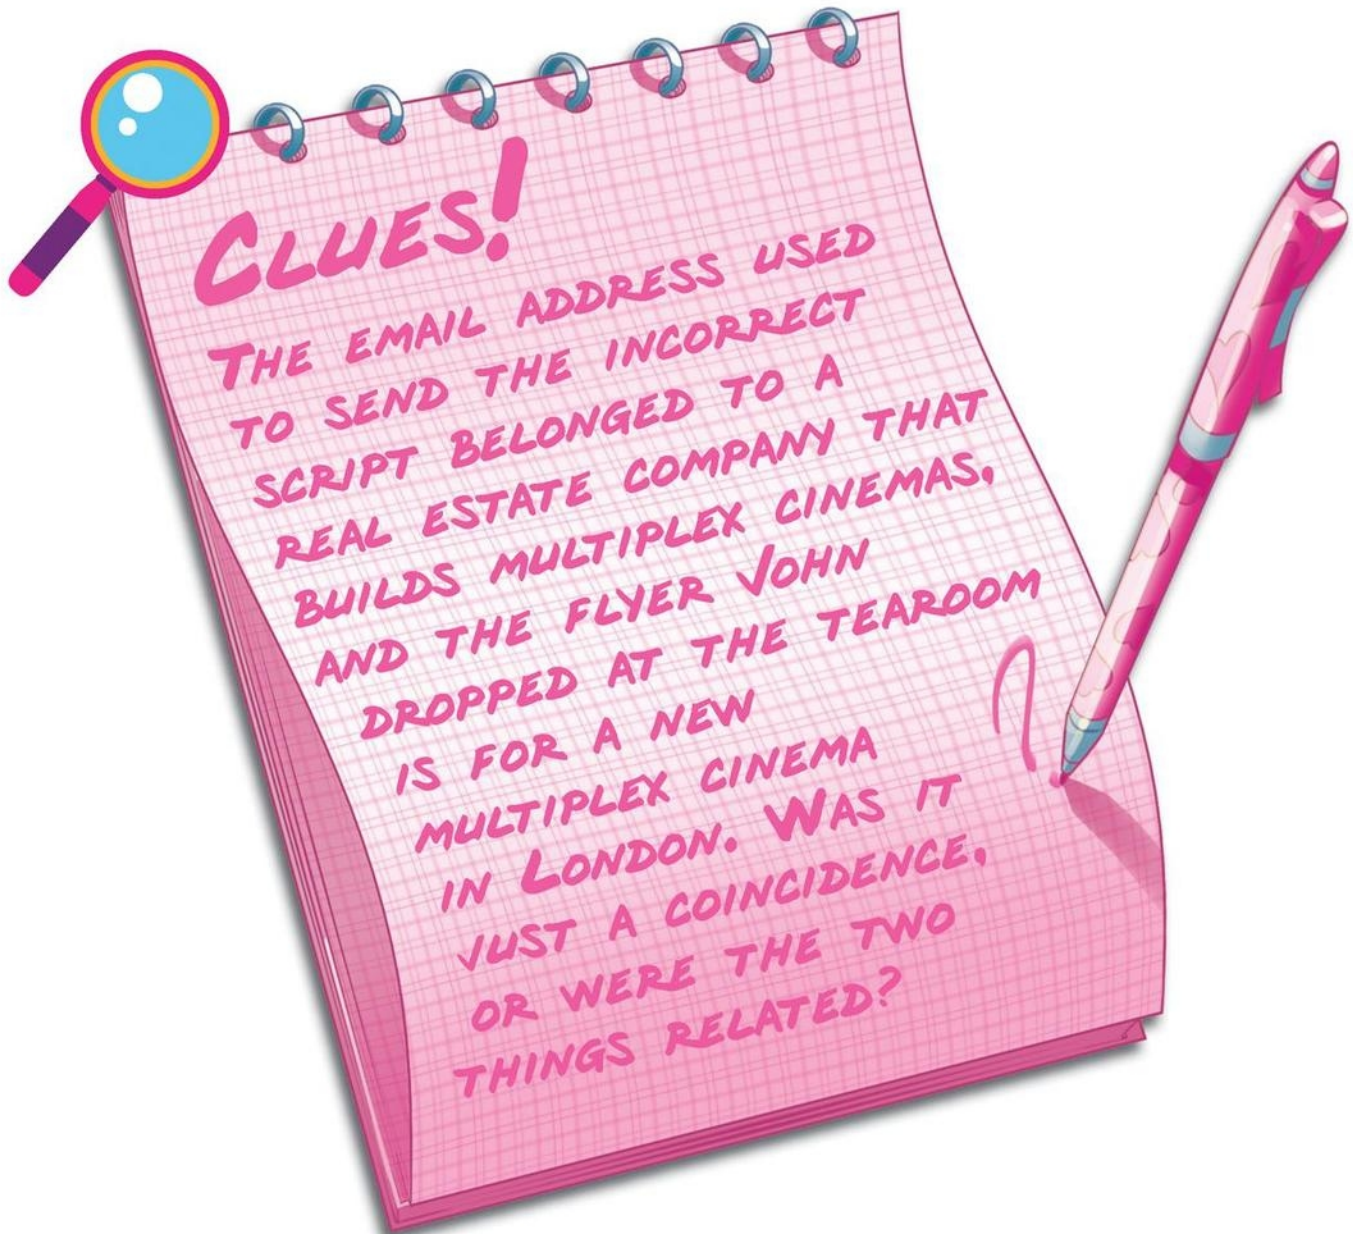 CLUES!
THE EMAIL ADDRESS USED
TO SEND THE INCORRECT
SCRIPT BELONGED TO A
REAL ESTATE COMPANY THAT
BUILDS MULTIPLEX CINEMAS,
AND THE FLYER JOHN
DROPPED AT THE TEAROOM
IS FOR A NEW
MULTIPLEX CINEMA
IN LONDON. WAS IT
JUST A COINCIDENCE,
OR WERE THE TWO
THINGS RELATED?